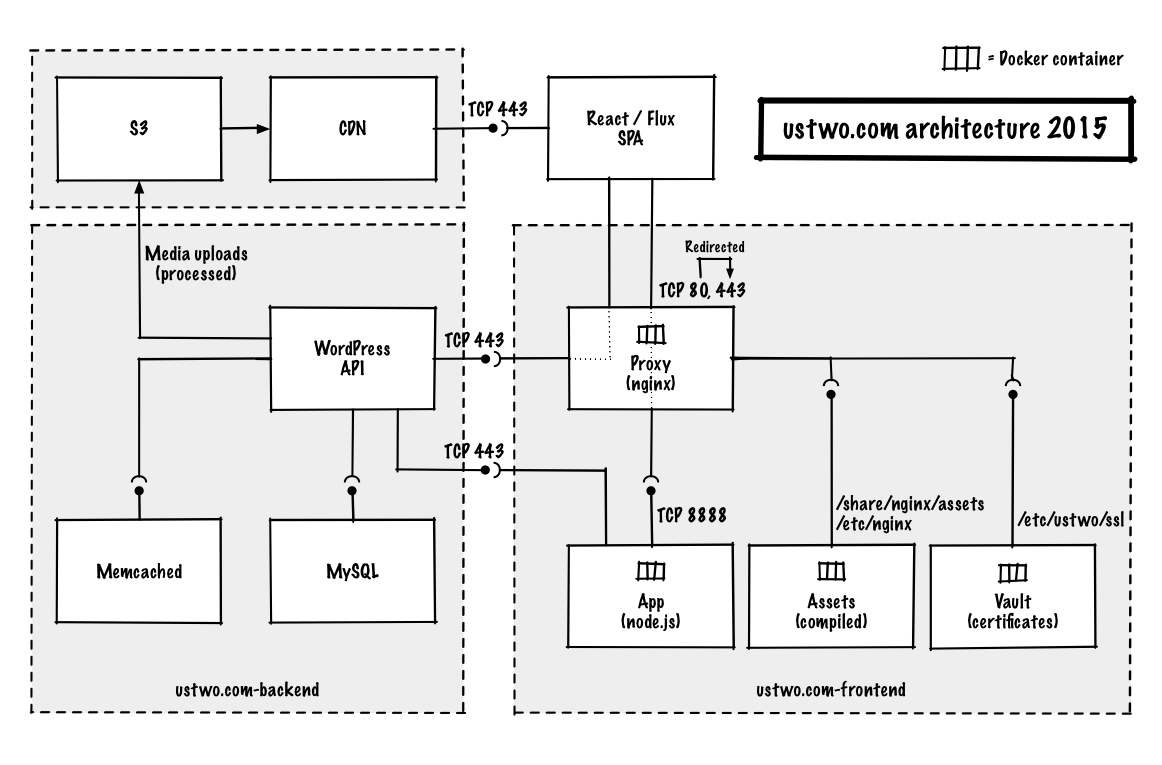 = Docker container
ustwo.com architecture 2015
S3
CDN
TCP 443
React / Flux
SPA
Media uploads
(processed)
Redirected
TCP 80, 443
WordPress
API
TCP 443
Proxy
(nginx)
TCP 443
/share/nginx/assets
/etc/nginx
/etc/ustwo/ssl
TCP 8888
Memcached
MySQL
App
(node.js)
Assets
(compiled)
Vault
(certificates)
ustwo.com-backend
ustwo.com-frontend